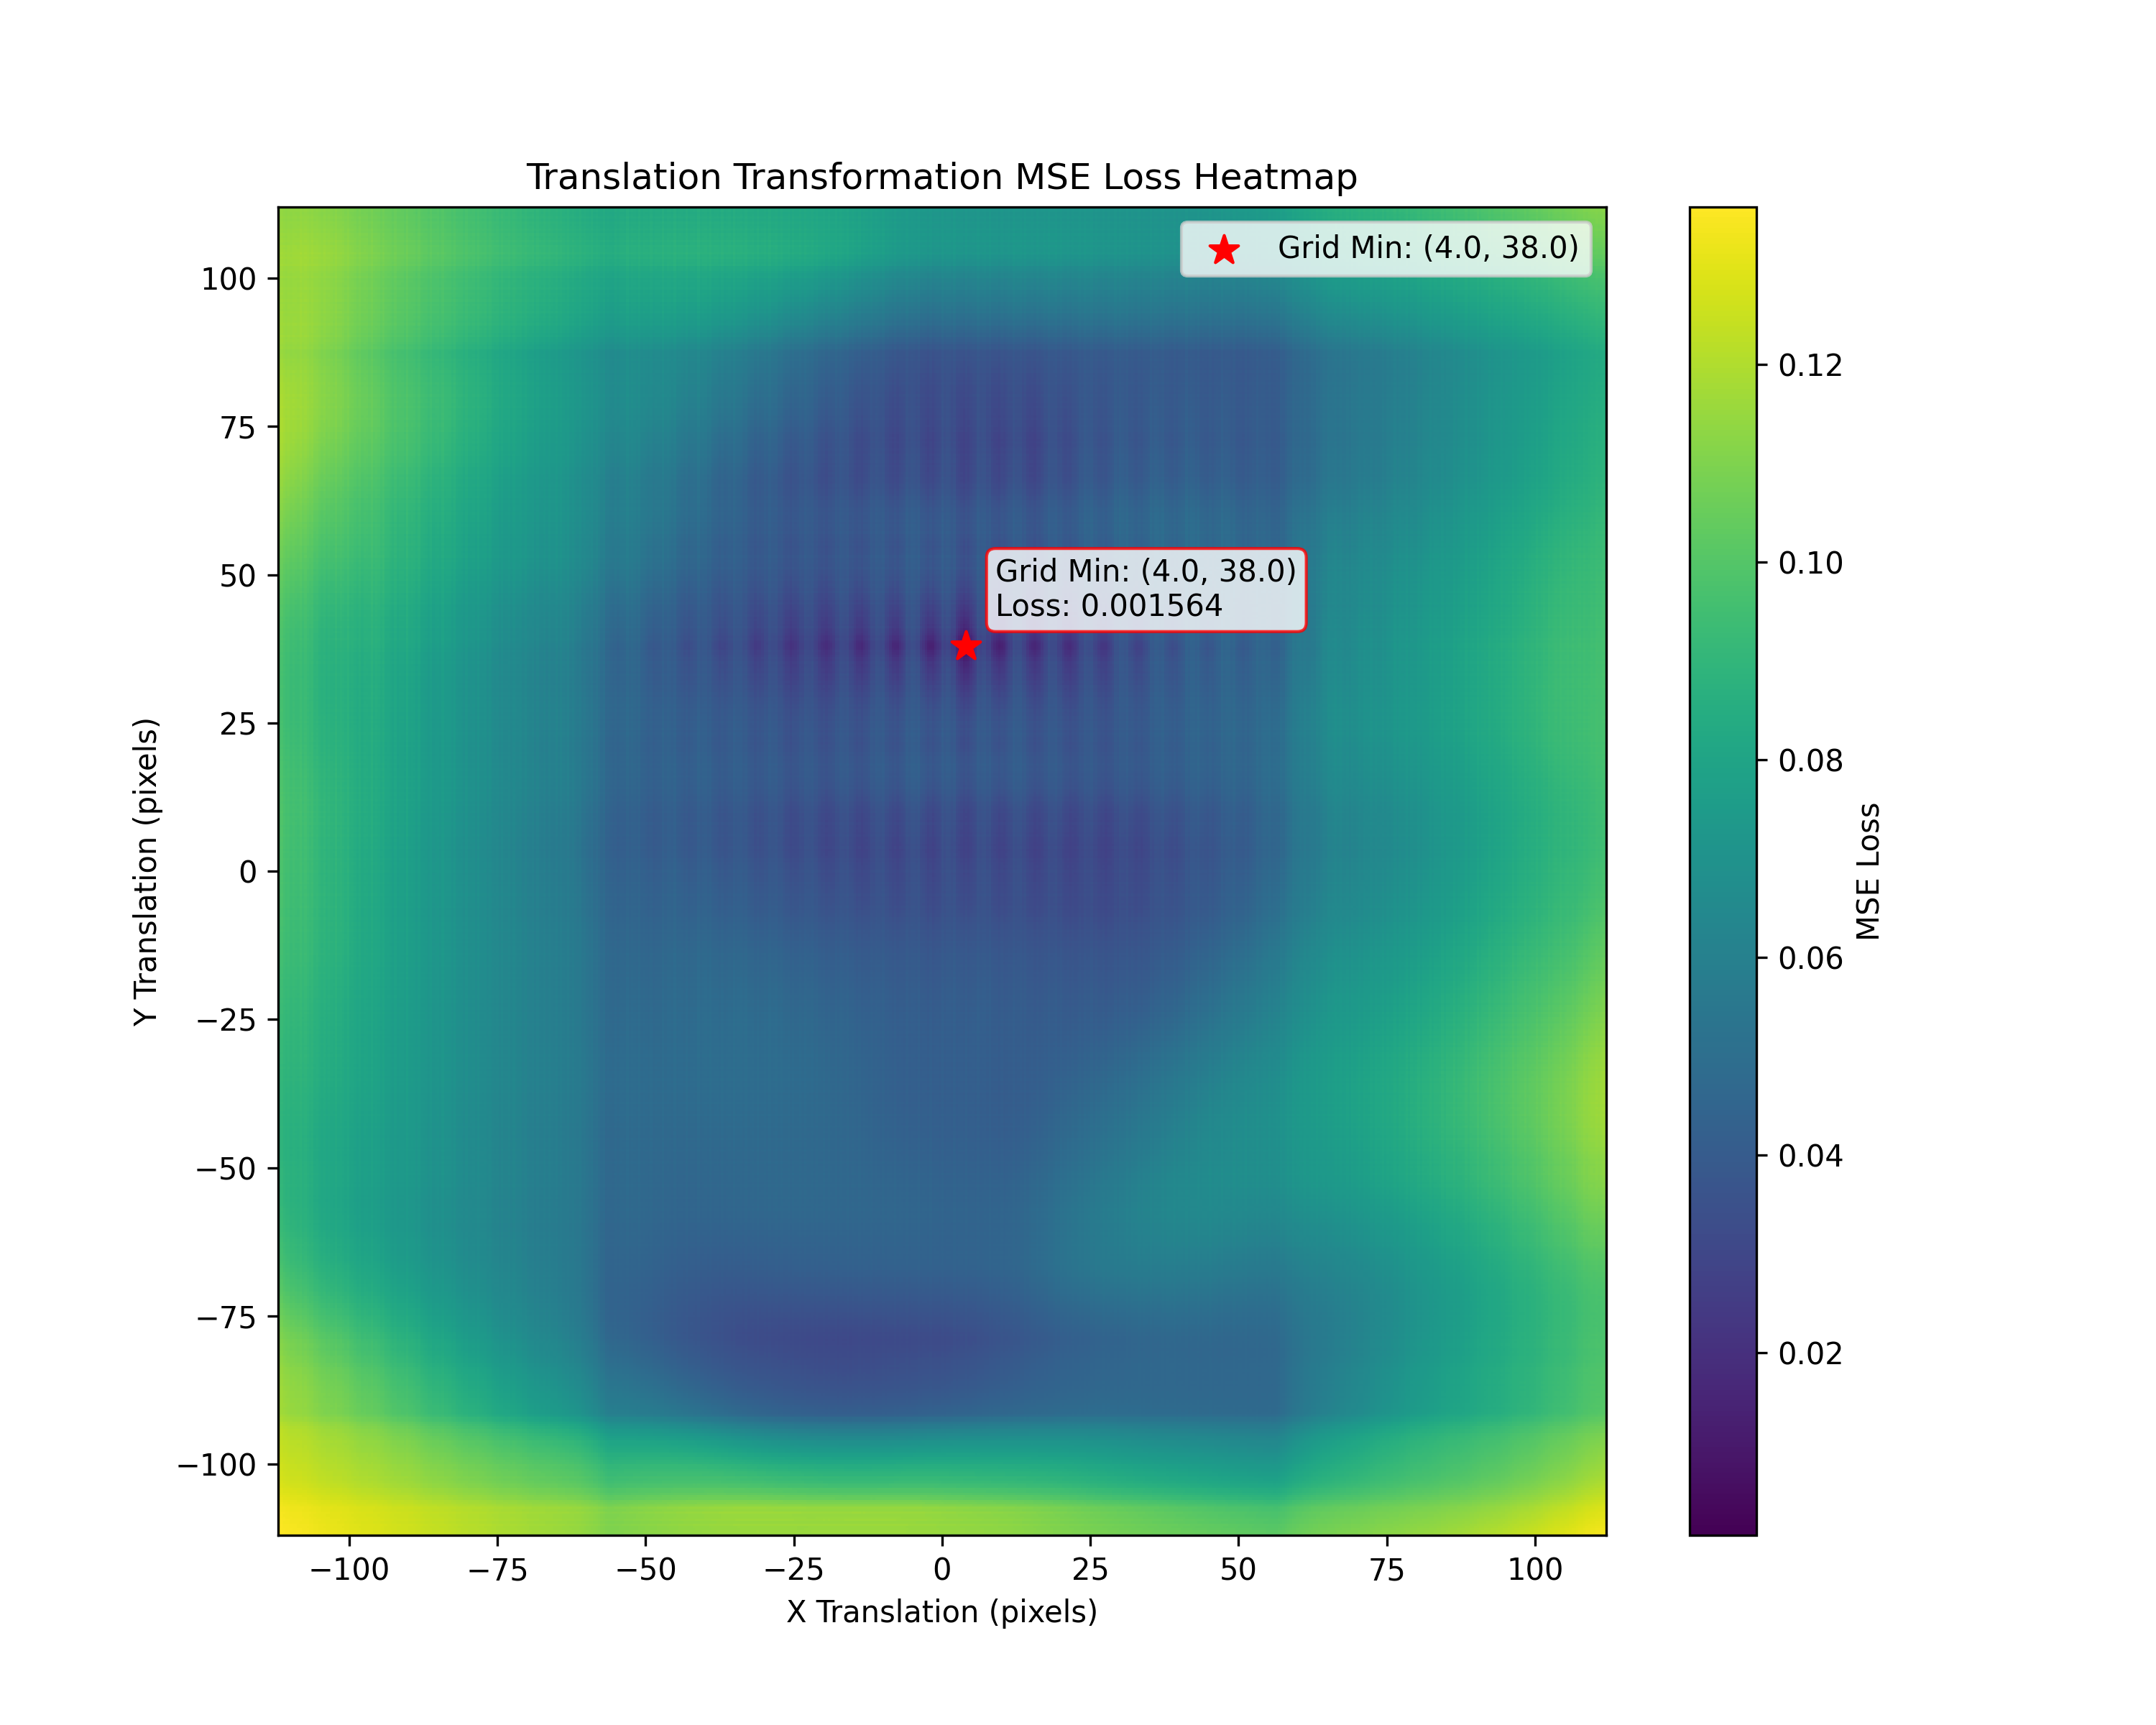 Translation Transformation MSE Loss Heatmap
Grid Min: (4.0, 38.0)
Grid Min: (4.0, 38.0)
Loss: 0.001564
100
75
50
25
0
−25
−50
−75
−100
Y Translation (pixels)
−100 −75 −50 −25 0 25 50 75 100
X Translation (pixels)
0.12
0.10
0.08
0.06
0.04
0.02
MSE Loss